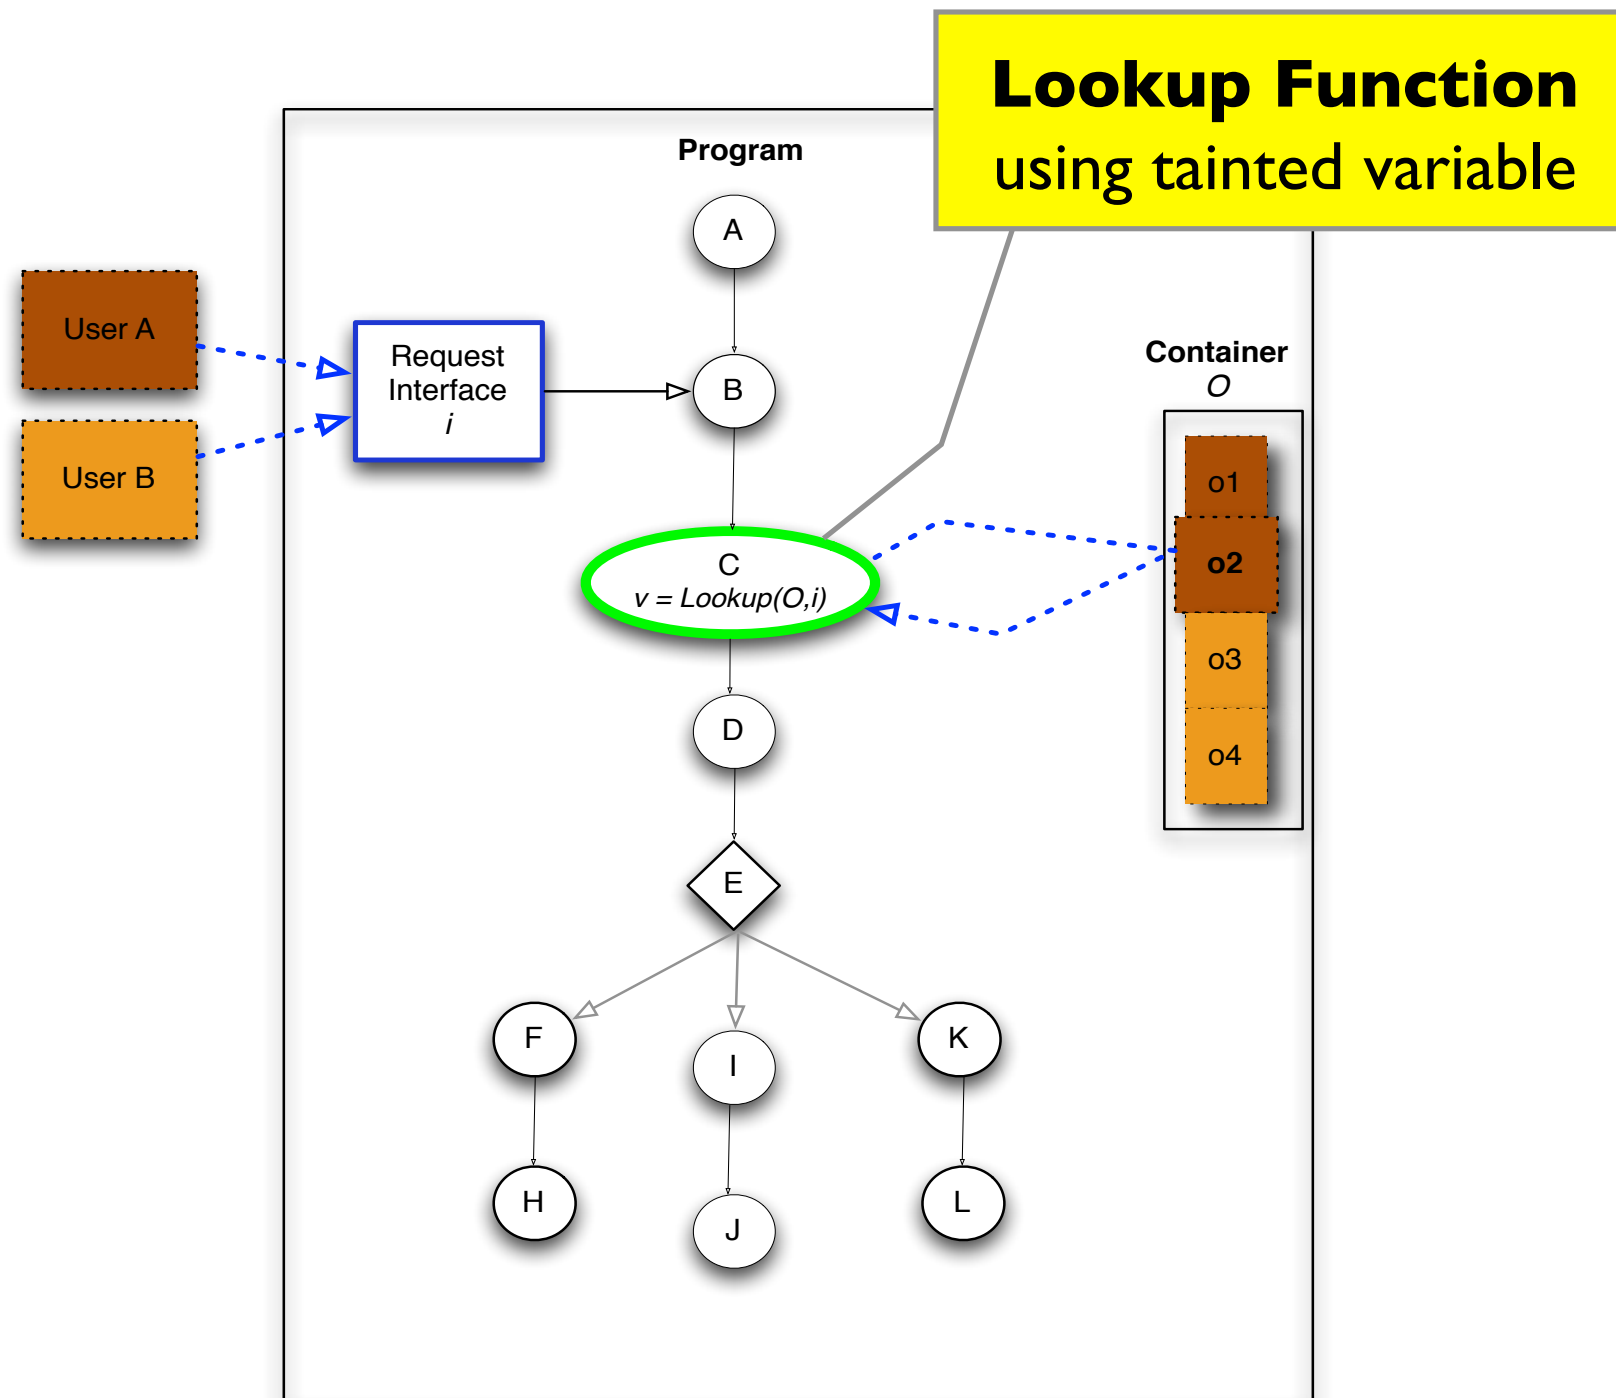 Lookup Function
using tainted variable
Program
A
User A
Request
Interface
i
B
User B
Container
O
o1
o2
o3
o4
C
v = Lookup(O,i)
D
E
F
I
K
H
J
L